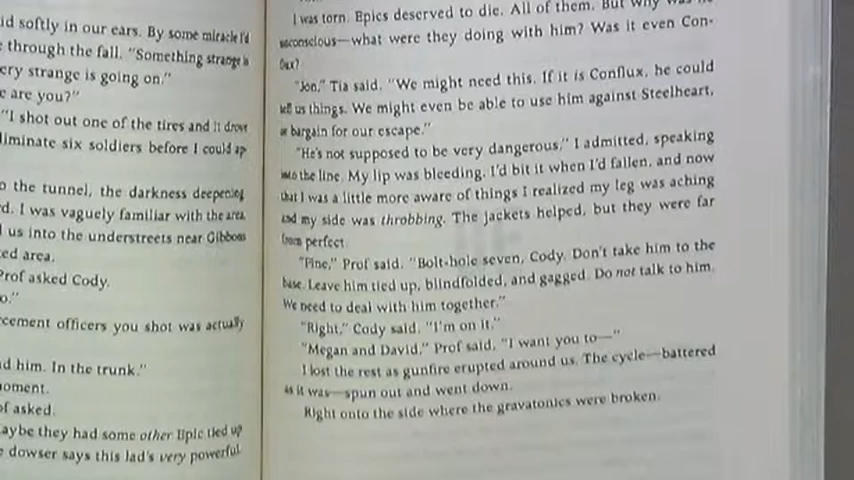 id softly in our ears. By some miracle I'd
through the fall. "Something strange is
ery strange is going on."
e are you?"
"I shot out one of the tires and it drove
liminate six soldiers before I could ap
o the tunnel, the darkness deepening
d. I was vaguely familiar with the area.
l us into the understreets near Gibbons
ed area.
Prof asked Cody.
o."
cement officers you shot was actually
d him. In the trunk."
moment.
of asked.
aybe they had some other Epic tied up
e dowser says this lad's very powerful.
I was torn. Epics deserved to die. All of them. But why was he
unconscious—what were they doing with him? Was it even Con-
flux?
"Jon," Tia said. "We might need this. If it is Conflux, he could
tell us things. We might even be able to use him against Steelheart,
or bargain for our escape."
"He's not supposed to be very dangerous," I admitted, speaking
into the line. My lip was bleeding. I'd bit it when I'd fallen, and now
that I was a little more aware of things I realized my leg was aching
and my side was throbbing. The jackets helped, but they were far
from perfect.
"Fine," Prof said. "Bolt-hole seven, Cody. Don't take him to the
base. Leave him tied up, blindfolded, and gagged. Do not talk to him.
We need to deal with him together."
"Right," Cody said. "I'm on it."
"Megan and David," Prof said, "I want you to—"
I lost the rest as gunfire erupted around us. The cycle—battered
as it was—spun out and went down.
Right onto the side where the gravatonics were broken.